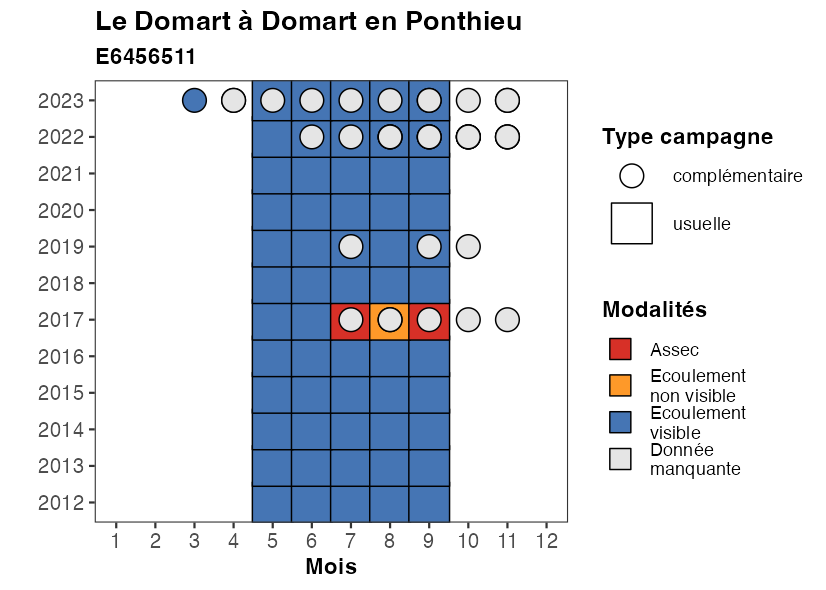 Le Domart à Domart en Ponthieu
E6456511
2023
2022
2021
2020
2019
2018
2017
2016
2015
2014
2013
2012
1 2 3 4 5 6 7 8 9 10 11 12
Mois
Type campagne
complémentaire
usuelle
Modalités
Assec
Ecoulement
non visible
Ecoulement
visible
Donnée
manquante